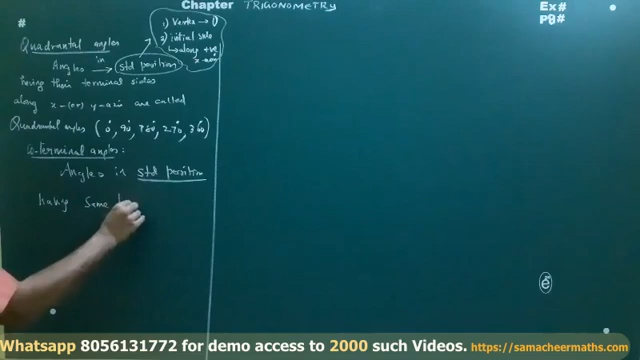 Chapter TRIGONOMETRY
Ex#
Pg#
#
1) Vertex → O
2) initial side
↳ along +ve
x-axis
Quadrantal angles
Angles in → std position
having their terminal sides
along x-(or) y-axis are called
Quadrantal angles (0°, 90°, 180°, 270°, 360°)
Co-terminal angles:
Angles in std position
having same
e
Whatsapp 8056131772 for demo access to 2000 such Videos. https://samacheermaths.com/